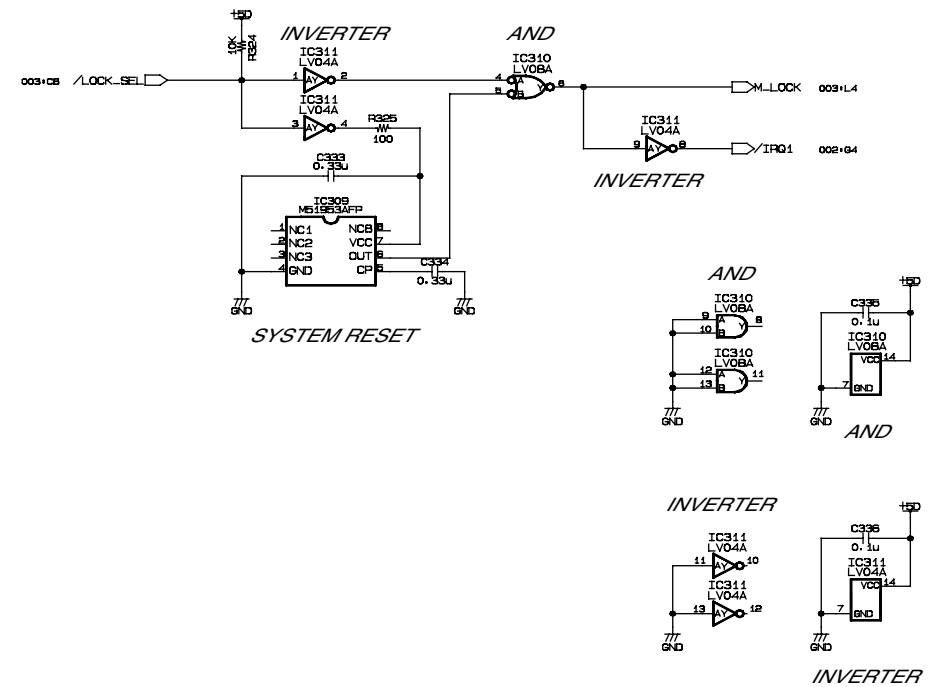 +5D
10K
R324
INVERTER
AND
IC311
LV04A
IC310
LV08A
003:C8 /LOCK_SEL
1 AY 2
4 A
5 B
Y 6
M_LOCK 003:L4
IC311
LV04A
3 AY 4
R325
100
IC311
LV04A
9 AY 8
/IRQ1 002:G4
INVERTER
C333
0.33u
IC309
M51953AFP
1 NC1 NC8 8
2 NC2 VCC 7
3 NC3 OUT 6
4 GND CP 5
C334
0.33u
GND
GND
SYSTEM RESET
AND
IC310
LV08A
9 A
10 B
Y 8
IC310
LV08A
12 A
13 B
Y 11
GND
+5D
C335
0.1u
IC310
LV08A
VCC 14
7 GND
GND
AND
INVERTER
IC311
LV04A
11 AY 10
IC311
LV04A
13 AY 12
GND
+5D
C336
0.1u
IC311
LV04A
VCC 14
7 GND
GND
INVERTER